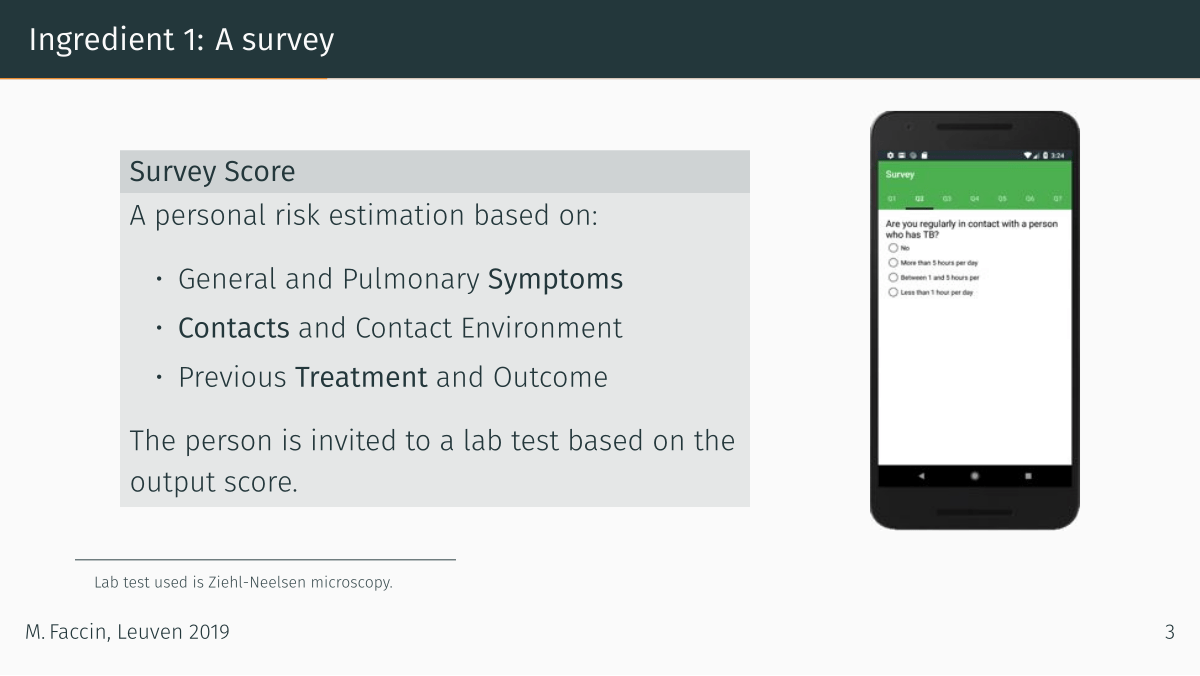 Ingredient 1: A survey
Survey Score
A personal risk estimation based on:
• General and Pulmonary Symptoms
• Contacts and Contact Environment
• Previous Treatment and Outcome
The person is invited to a lab test based on the
output score.
3:24
Survey
Q1 Q2 Q3 Q4 Q5 Q6 Q7
Are you regularly in contact with a person
who has TB?
No
More than 5 hours per day
Between 1 and 5 hours per
Less than 1 hour per day
Lab test used is Ziehl-Neelsen microscopy.
M. Faccin, Leuven 2019
3